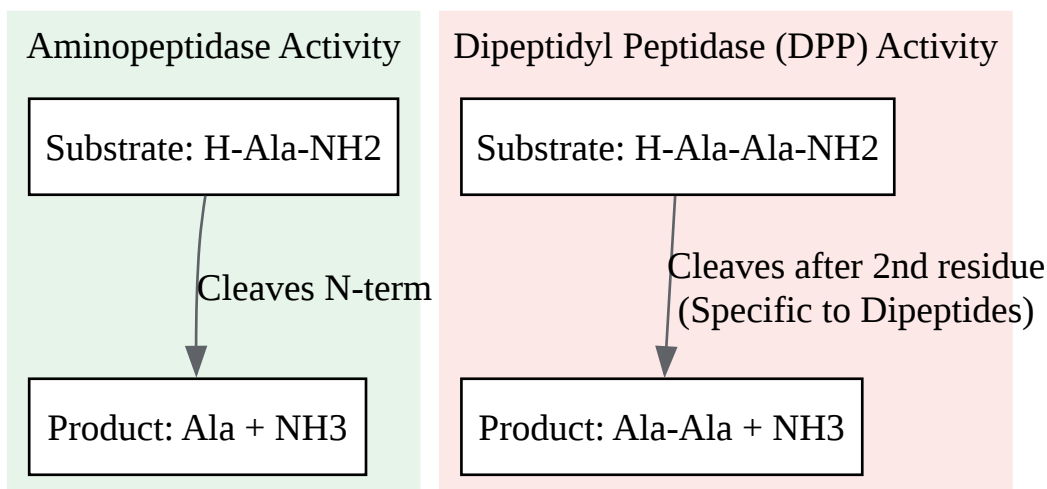 Aminopeptidase Activity
Substrate: H-Ala-NH2
Cleaves N-term
Product: Ala + NH3
Dipeptidyl Peptidase (DPP) Activity
Substrate: H-Ala-Ala-NH2
Cleaves after 2nd residue
(Specific to Dipeptides)
Product: Ala-Ala + NH3